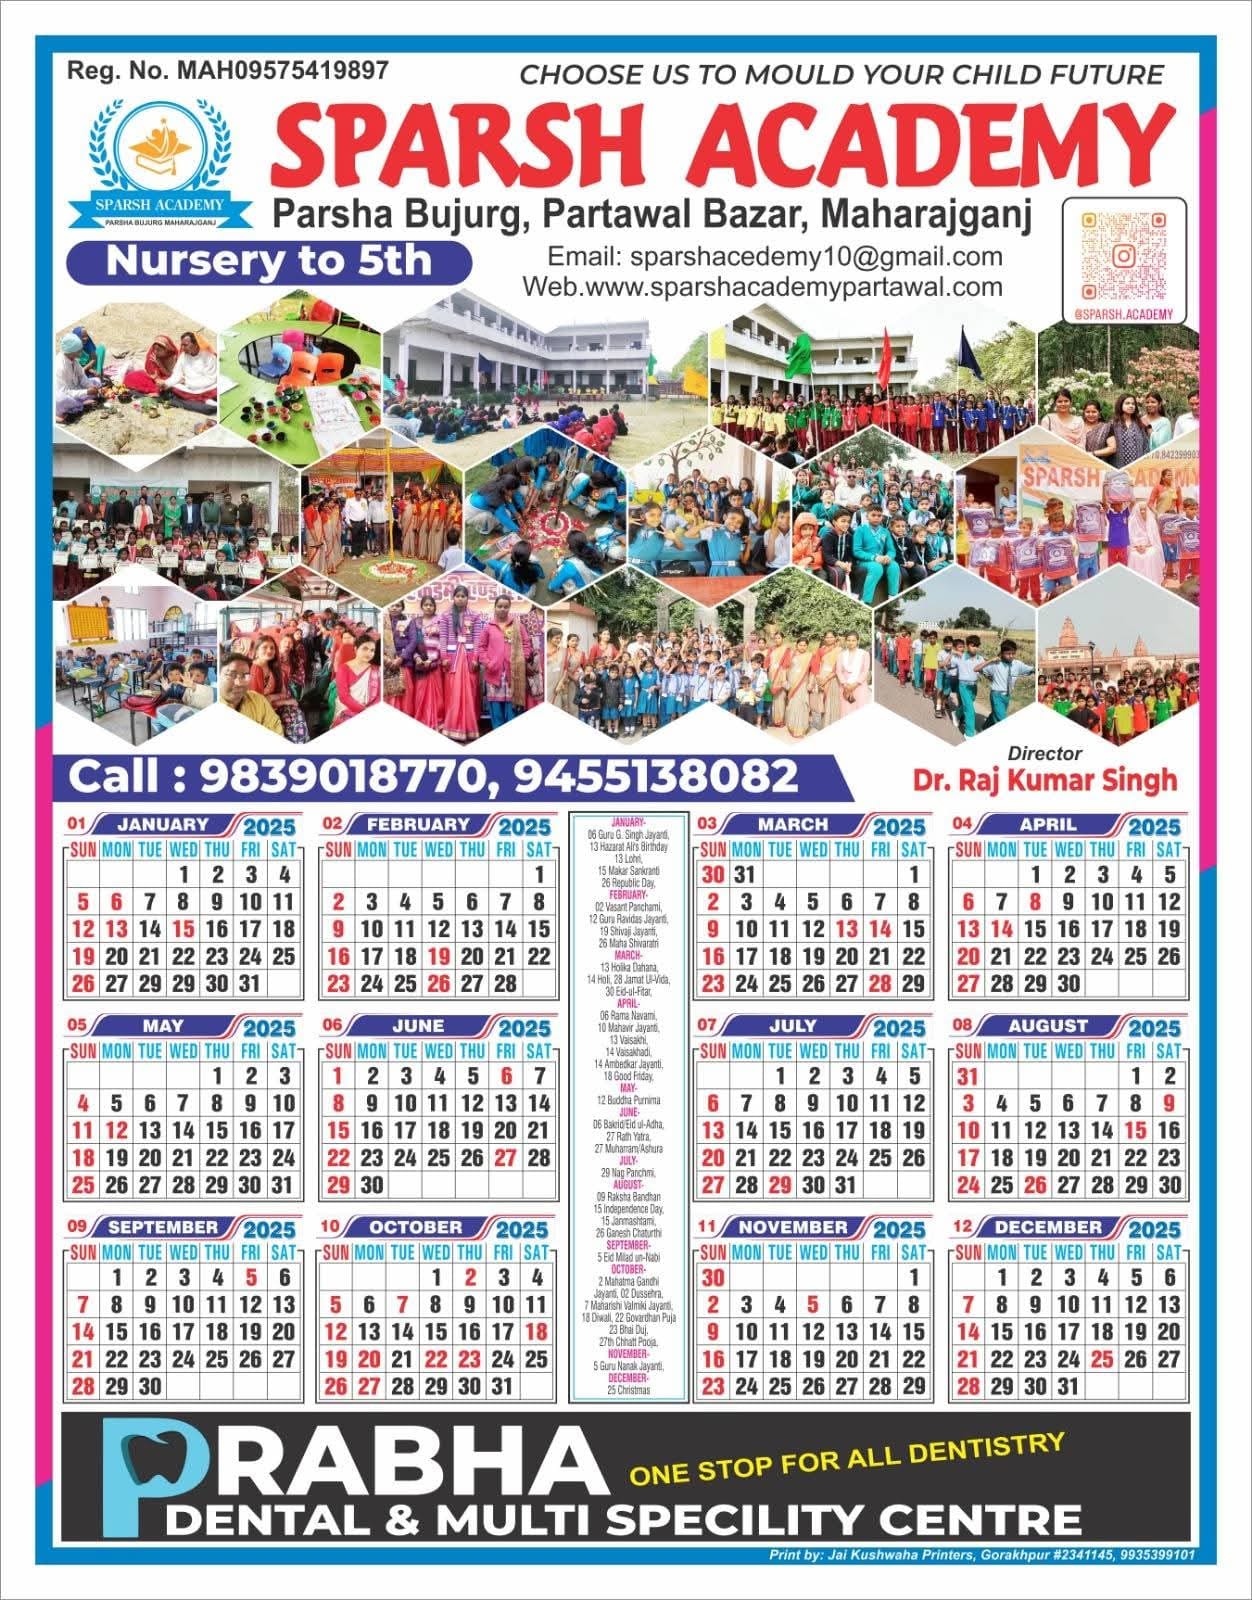 Reg. No. MAH09575419897
CHOOSE US TO MOULD YOUR CHILD FUTURE
SPARSH ACADEMY
SPARSH ACADEMY
PARSHA BUJURG MAHARAJGANJ
Parsha Bujurg, Partawal Bazar, Maharajganj
Nursery to 5th
Email: sparshacedemy10@gmail.com
Web.www.sparshacademypartawal.com
@SPARSH.ACADEMY
SPARSH ACADEMY
Call : 9839018770, 9455138082
Director
Dr. Raj Kumar Singh
01 JANUARY 2025
SUN MON TUE WED THU FRI SAT
1 2 3 4
5 6 7 8 9 10 11
12 13 14 15 16 17 18
19 20 21 22 23 24 25
26 27 29 29 30 31
02 FEBRUARY 2025
SUN MON TUE WED THU FRI SAT
1
2 3 4 5 6 7 8
9 10 11 12 13 14 15
16 17 18 19 20 21 22
23 24 25 26 27 28
JANUARY-
06 Guru G. Singh Jayanti,
13 Hazarat Ali's Birthday
13 Lohri,
15 Makar Sankranti
26 Republic Day,
FEBRUARY-
02 Vasant Panchami,
12 Guru Ravidas Jayanti,
19 Shivaji Jayanti,
26 Maha Shivaratri
MARCH-
13 Holika Dahana,
14 Holi, 28 Jamat Ul-Vida,
30 Eid-ul-Fitar,
APRIL-
06 Rama Navami,
10 Mahavir Jayanti,
13 Vaisakhi,
14 Vaisakhadi,
14 Ambedkar Jayanti,
18 Good Friday,
MAY-
12 Buddha Purnima
JUNE-
06 Bakrid/Eid ul-Adha,
27 Rath Yatra,
27 Muharram/Ashura
JULY-
29 Nag Panchmi,
AUGUST-
09 Raksha Bandhan
15 Independence Day,
15 Janmashtami,
26 Ganesh Chaturthi
SEPTEMBER-
5 Eid Milad un-Nabi
OCTOBER-
2 Mahatma Gandhi
Jayanti, 02 Dussehra,
7 Maharishi Valmiki Jayanti,
18 Diwali, 22 Govardhan Puja
23 Bhai Duj,
27th Chhatt Pooja,
NOVEMBER-
5 Guru Nanak Jayanti,
DECEMBER-
25 Christmas
03 MARCH 2025
SUN MON TUE WED THU FRI SAT
30 31 1
2 3 4 5 6 7 8
9 10 11 12 13 14 15
16 17 18 19 20 21 22
23 24 25 26 27 28 29
04 APRIL 2025
SUN MON TUE WED THU FRI SAT
1 2 3 4 5
6 7 8 9 10 11 12
13 14 15 16 17 18 19
20 21 22 23 24 25 26
27 28 29 30
05 MAY 2025
SUN MON TUE WED THU FRI SAT
1 2 3
4 5 6 7 8 9 10
11 12 13 14 15 16 17
18 19 20 21 22 23 24
25 26 27 28 29 30 31
06 JUNE 2025
SUN MON TUE WED THU FRI SAT
1 2 3 4 5 6 7
8 9 10 11 12 13 14
15 16 17 18 19 20 21
22 23 24 25 26 27 28
29 30
07 JULY 2025
SUN MON TUE WED THU FRI SAT
1 2 3 4 5
6 7 8 9 10 11 12
13 14 15 16 17 18 19
20 21 22 23 24 25 26
27 28 29 30 31
08 AUGUST 2025
SUN MON TUE WED THU FRI SAT
31 1 2
3 4 5 6 7 8 9
10 11 12 13 14 15 16
17 18 19 20 21 22 23
24 25 26 27 28 29 30
09 SEPTEMBER 2025
SUN MON TUE WED THU FRI SAT
1 2 3 4 5 6
7 8 9 10 11 12 13
14 15 16 17 18 19 20
21 22 23 24 25 26 27
28 29 30
10 OCTOBER 2025
SUN MON TUE WED THU FRI SAT
1 2 3 4
5 6 7 8 9 10 11
12 13 14 15 16 17 18
19 20 21 22 23 24 25
26 27 28 29 30 31
11 NOVEMBER 2025
SUN MON TUE WED THU FRI SAT
30 1
2 3 4 5 6 7 8
9 10 11 12 13 14 15
16 17 18 19 20 21 22
23 24 25 26 27 28 29
12 DECEMBER 2025
SUN MON TUE WED THU FRI SAT
1 2 3 4 5 6
7 8 9 10 11 12 13
14 15 16 17 18 19 20
21 22 23 24 25 26 27
28 29 30 31
PRABHA
ONE STOP FOR ALL DENTISTRY
DENTAL & MULTI SPECILITY CENTRE
Print by: Jai Kushwaha Printers, Gorakhpur #2341145, 9935399101